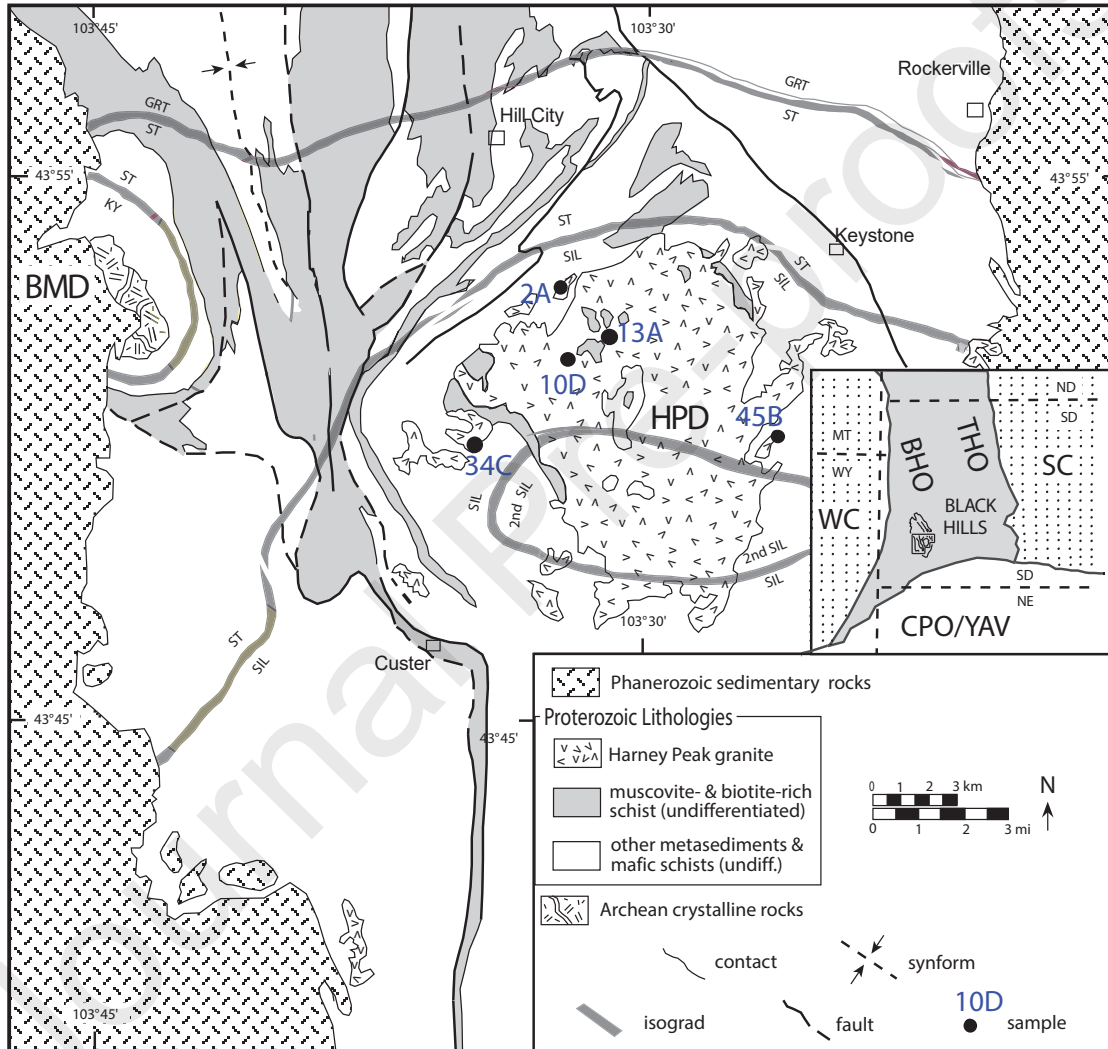 103°45'
103°30'
Rockerville
GRT
ST
GRT
ST
Hill City
43°55'
43°55'
ST
KY
ST
SIL
ST
SIL
Keystone
BMD
2A
13A
10D
HPD
45B
34C
SIL
2nd SIL
2nd SIL
SIL
ND
SD
MT
WY
BHO
THO
SC
WC
BLACK
HILLS
SD
NE
CPO/YAV
103°30'
ST
SIL
Custer
43°45'
43°45'
Phanerozoic sedimentary rocks
Proterozoic Lithologies
Harney Peak granite
muscovite- & biotite-rich
schist (undifferentiated)
other metasediments &
mafic schists (undiff.)
Archean crystalline rocks
0 1 2 3 km
0 1 2 3 mi
N
contact
synform
isograd
fault
10D
sample
103°45'
Journal Pre-proof